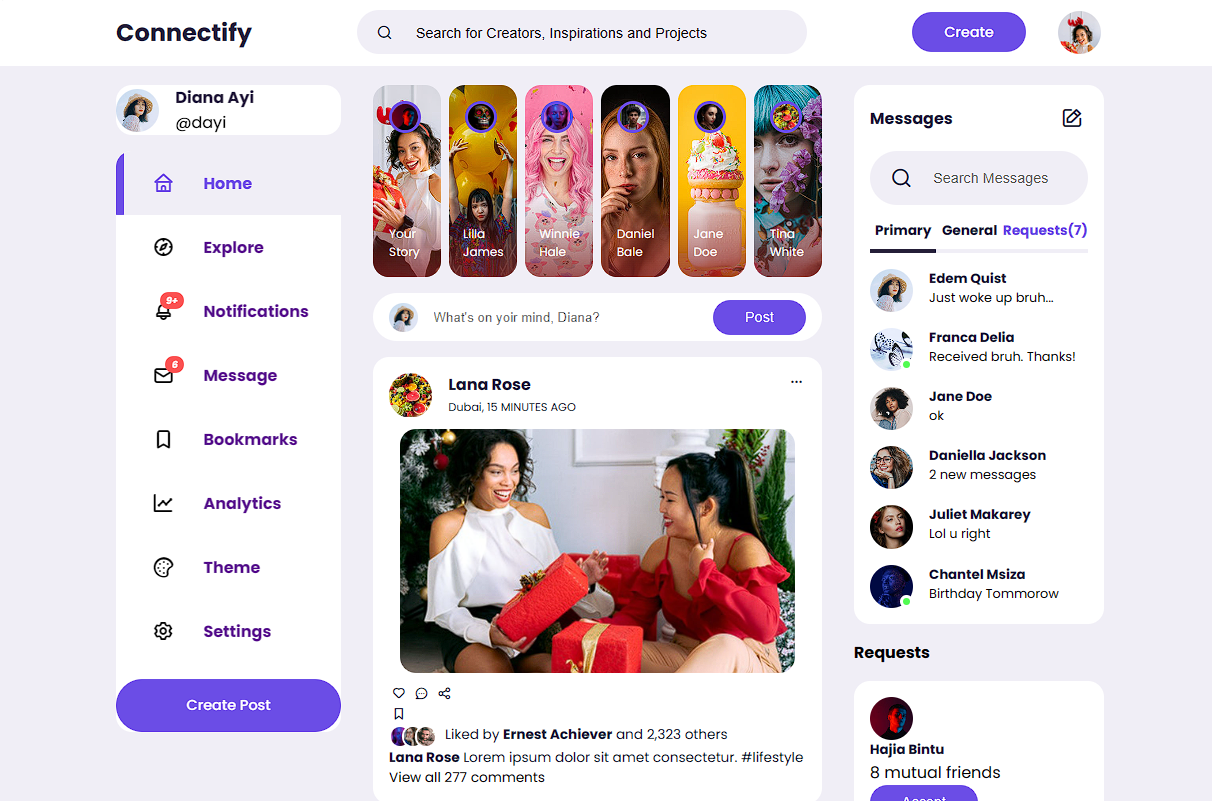 Connectify
Search for Creators, Inspirations and Projects
Create
Diana Ayi
@dayi
Home
Explore
9+
Notifications
6
Message
Bookmarks
Analytics
Theme
Settings
Create Post
Your
Story
Lilla
James
Winnie
Hale
Daniel
Bale
Jane
Doe
Tina
White
What's on yoir mind, Diana?
Post
Lana Rose
Dubai, 15 MINUTES AGO
Liked by Ernest Achiever and 2,323 others
Lana Rose Lorem ipsum dolor sit amet consectetur. #lifestyle
View all 277 comments
Messages
Search Messages
Primary General Requests(7)
Edem Quist
Just woke up bruh...
Franca Delia
Received bruh. Thanks!
Jane Doe
ok
Daniella Jackson
2 new messages
Juliet Makarey
Lol u right
Chantel Msiza
Birthday Tommorow
Requests
Hajia Bintu
8 mutual friends
Accept